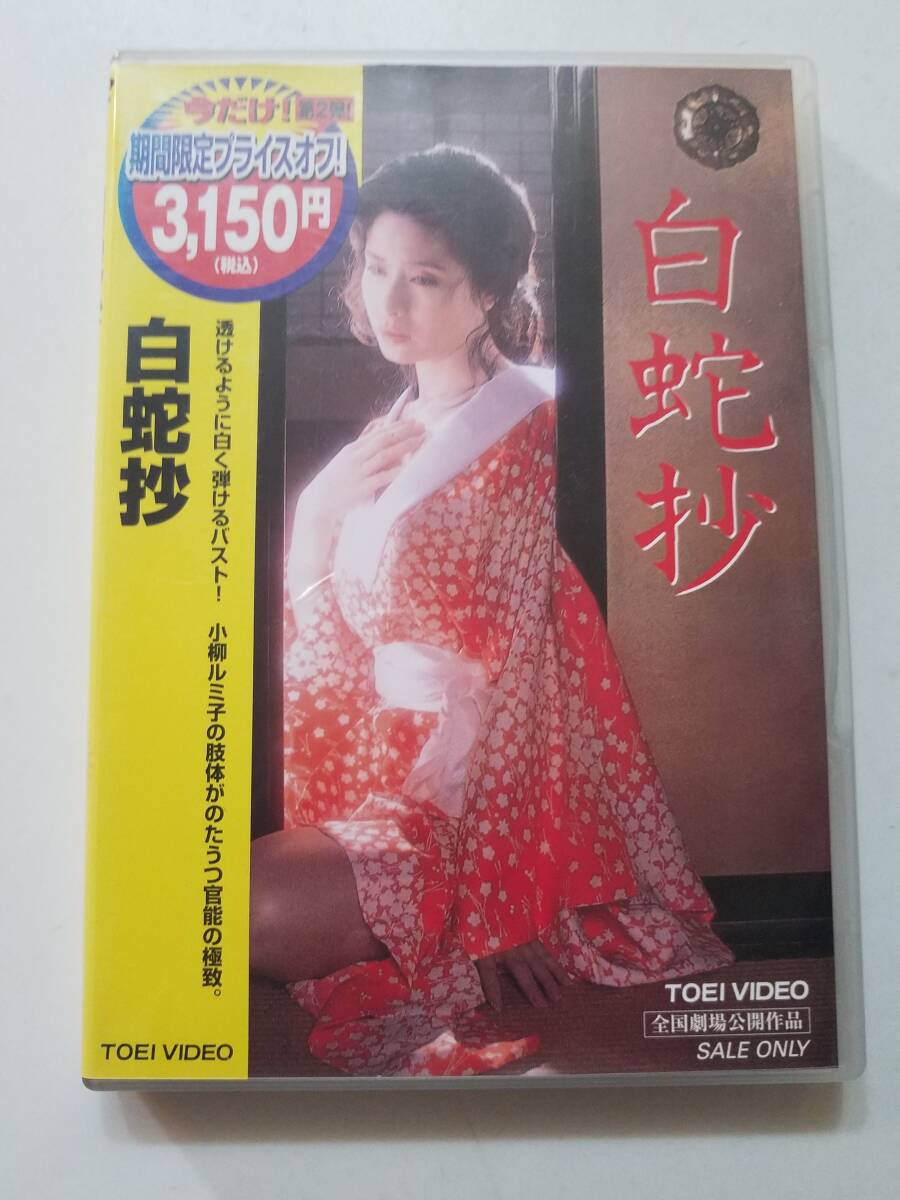 今だけ!第2弾!
期間限定プライスオフ!
3,150円
(税込)
白蛇抄
透けるように白く弾けるバスト! 小柳ルミ子の肢体がのたうつ官能の極致。
TOEI VIDEO
白蛇抄
TOEI VIDEO
全国劇場公開作品
SALE ONLY